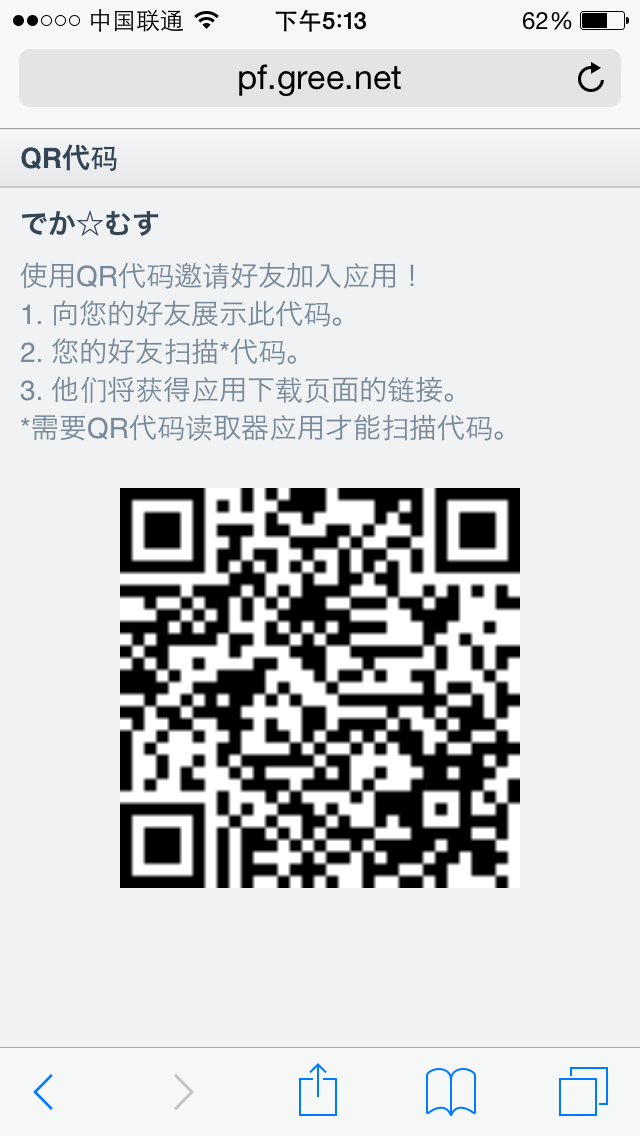 中国联通 下午5:13 62%
pf.gree.net
QR代码
でか☆むす
使用QR代码邀请好友加入应用！
1. 向您的好友展示此代码。
2. 您的好友扫描*代码。
3. 他们将获得应用下载页面的链接。
*需要QR代码读取器应用才能扫描代码。